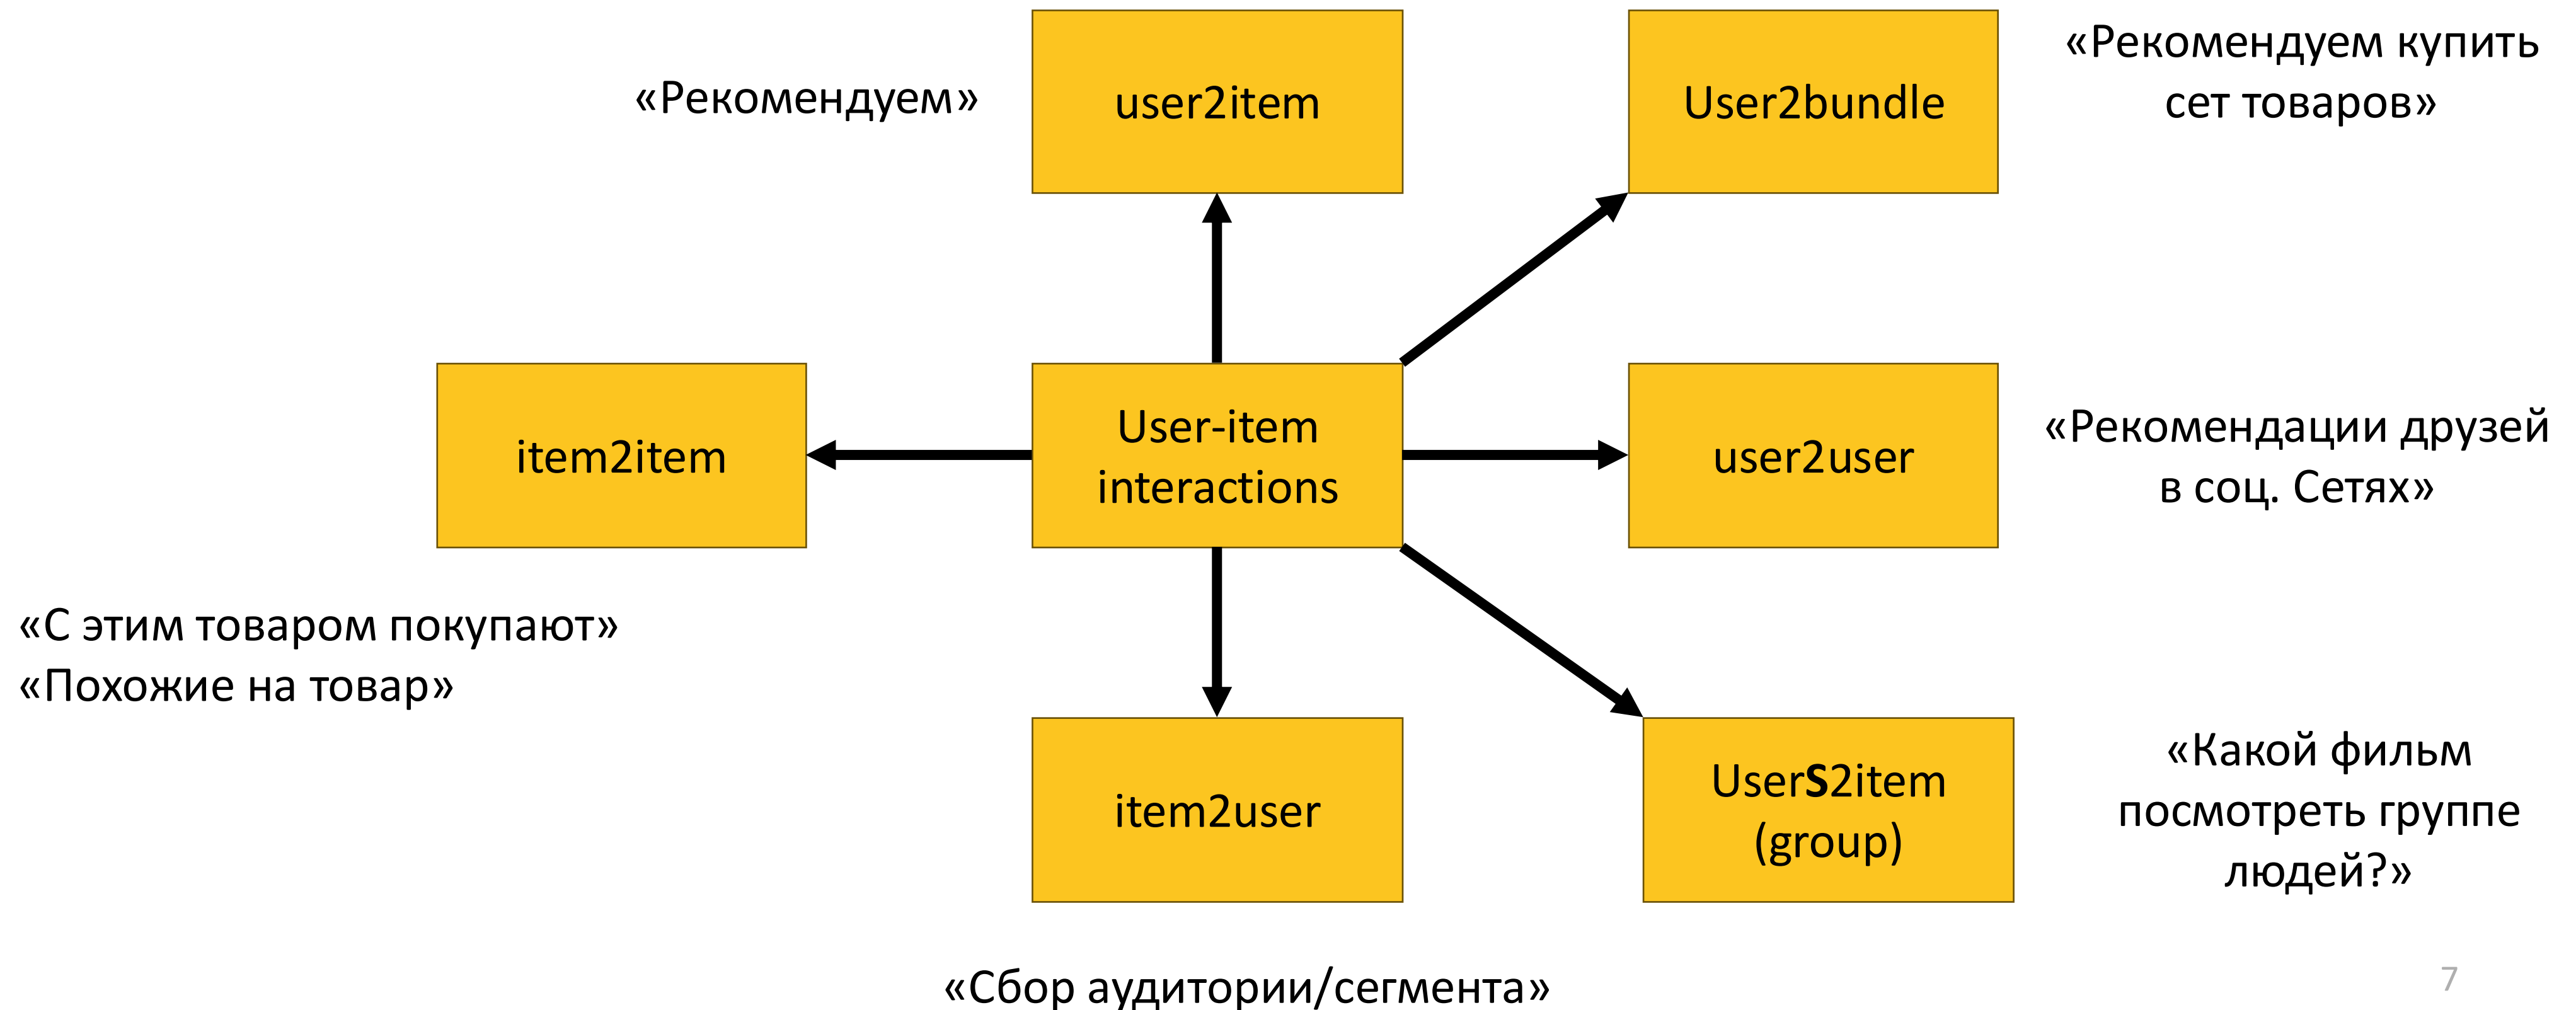 «Рекомендуем»
user2item
User2bundle
«Рекомендуем купить
сет товаров»
item2item
User-item
interactions
user2user
«Рекомендации друзей
в соц. Сетях»
«С этим товаром покупают»
«Похожие на товар»
item2user
UserS2item
(group)
«Какой фильм
посмотреть группе
людей?»
«Сбор аудитории/сегмента»
7